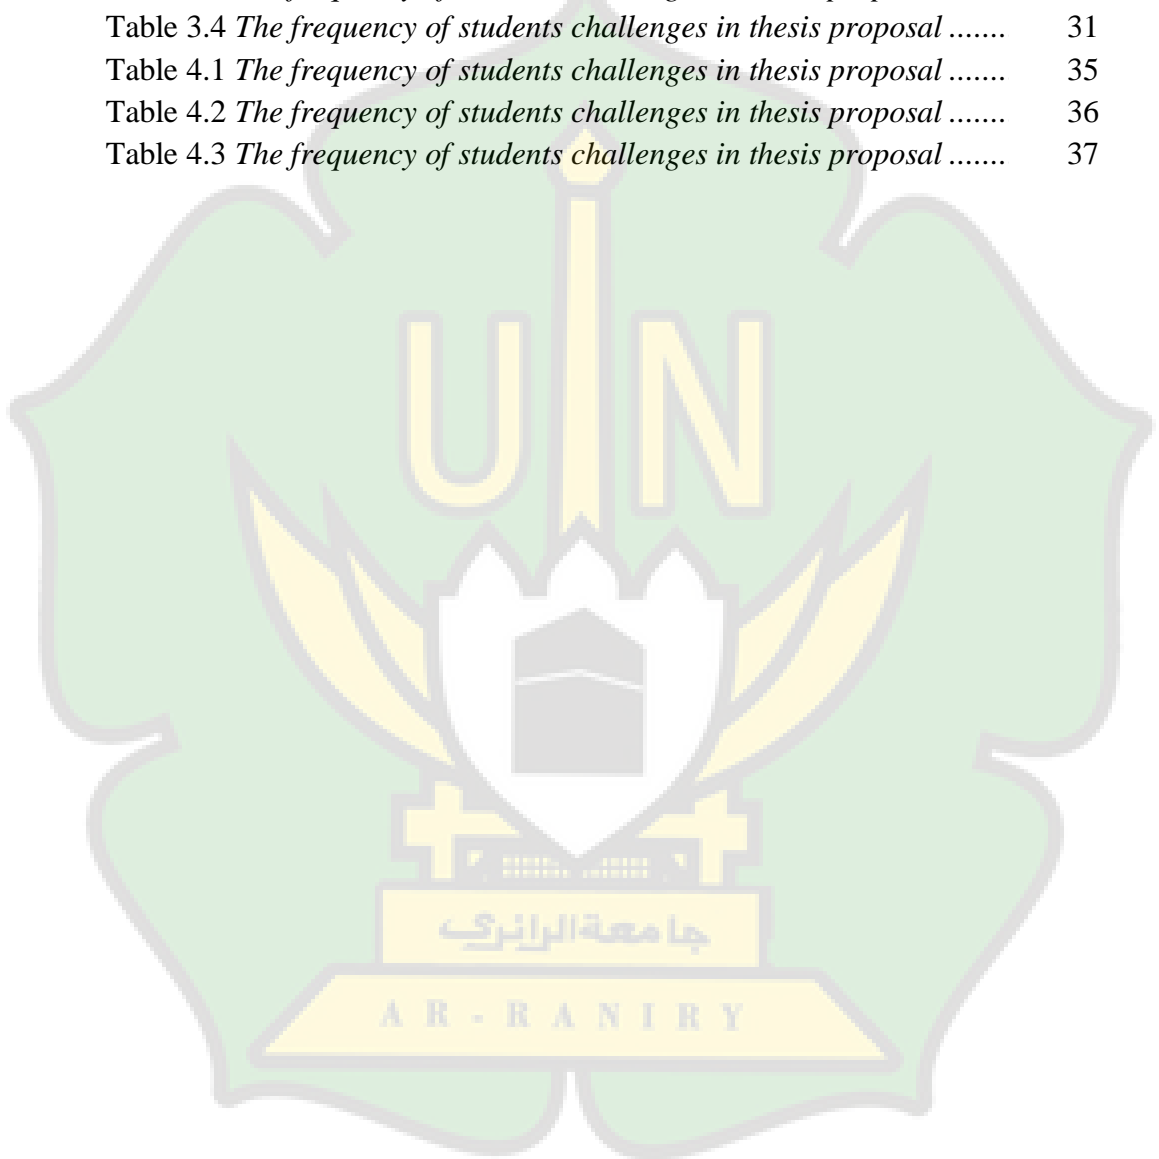 Table 3.4 The frequency of students challenges in thesis proposal ....... 31
Table 4.1 The frequency of students challenges in thesis proposal ....... 35
Table 4.2 The frequency of students challenges in thesis proposal ....... 36
Table 4.3 The frequency of students challenges in thesis proposal ....... 37
UIN
جامعة الرانري
AR-RANIRY